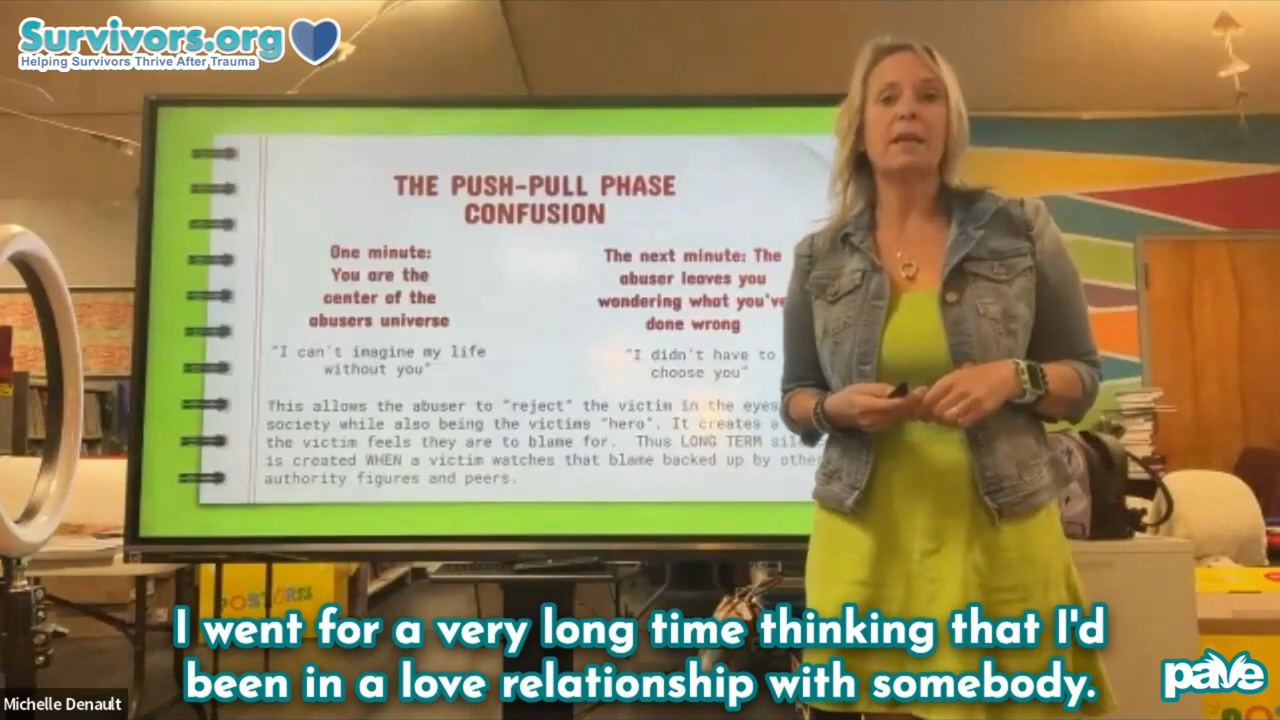 Survivors.org
Helping Survivors Thrive After Trauma
THE PUSH-PULL PHASE
CONFUSION
One minute:
You are the
center of the
abusers universe
"I can't imagine my life
without you"
The next minute: The
abuser leaves you
wondering what you've
done wrong
"I didn't have to
choose you"
This allows the abuser to "reject" the victim in the eyes
society while also being the victims "hero". It creates a
the victim feels they are to blame for. Thus LONG TERM
is created WHEN a victim watches that blame backed up by
authority figures and peers.
I went for a very long time thinking that I'd
been in a love relationship with somebody.
Michelle Denault
pave